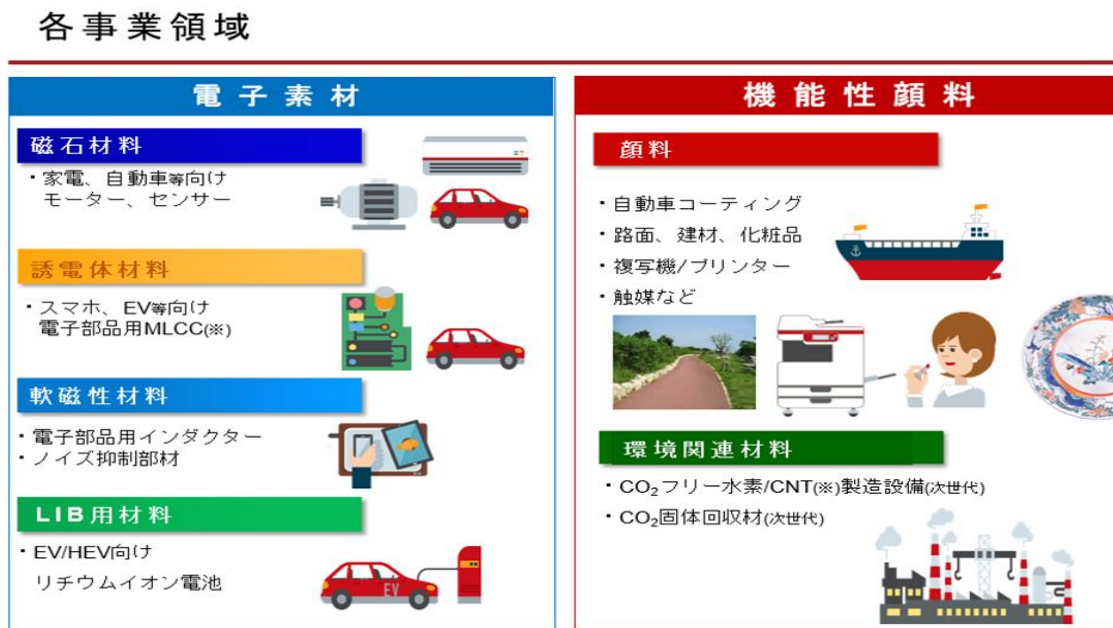 各事業領域
電子素材
磁石材料
・家電、自動車等向け
モーター、センサー
誘電体材料
・スマホ、EV等向け
電子部品用MLCC(※)
軟磁性材料
・電子部品用インダクター
・ノイズ抑制部材
LIB用材料
・EV/HEV向け
リチウムイオン電池
EV
機能性顔料
顔料
・自動車コーティング
・路面、建材、化粧品
・複写機/プリンター
・触媒など
環境関連材料
・CO₂フリー水素/CNT(※)製造設備(次世代)
・CO₂固体回収材(次世代)